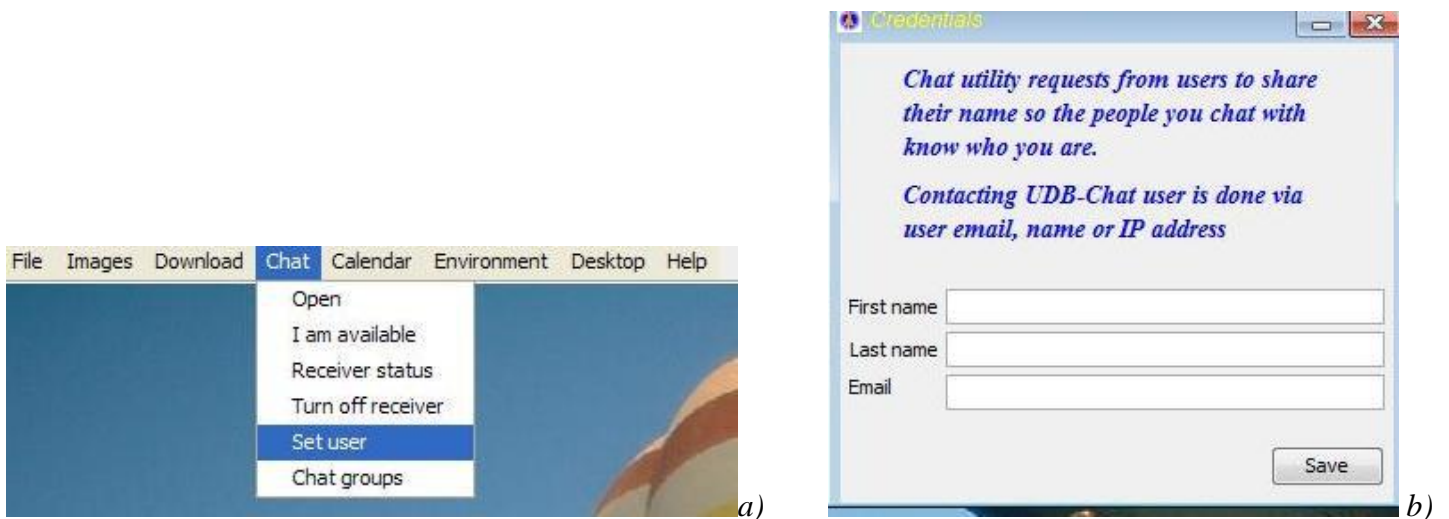 File Images Download Chat Calendar Environment Desktop Help
Open
I am available
Receiver status
Turn off receiver
Set user
Chat groups
a)
Credentials
Chat utility requests from users to share
their name so the people you chat with
know who you are.
Contacting UDB-Chat user is done via
user email, name or IP address
First name
Last name
Email
Save
b)